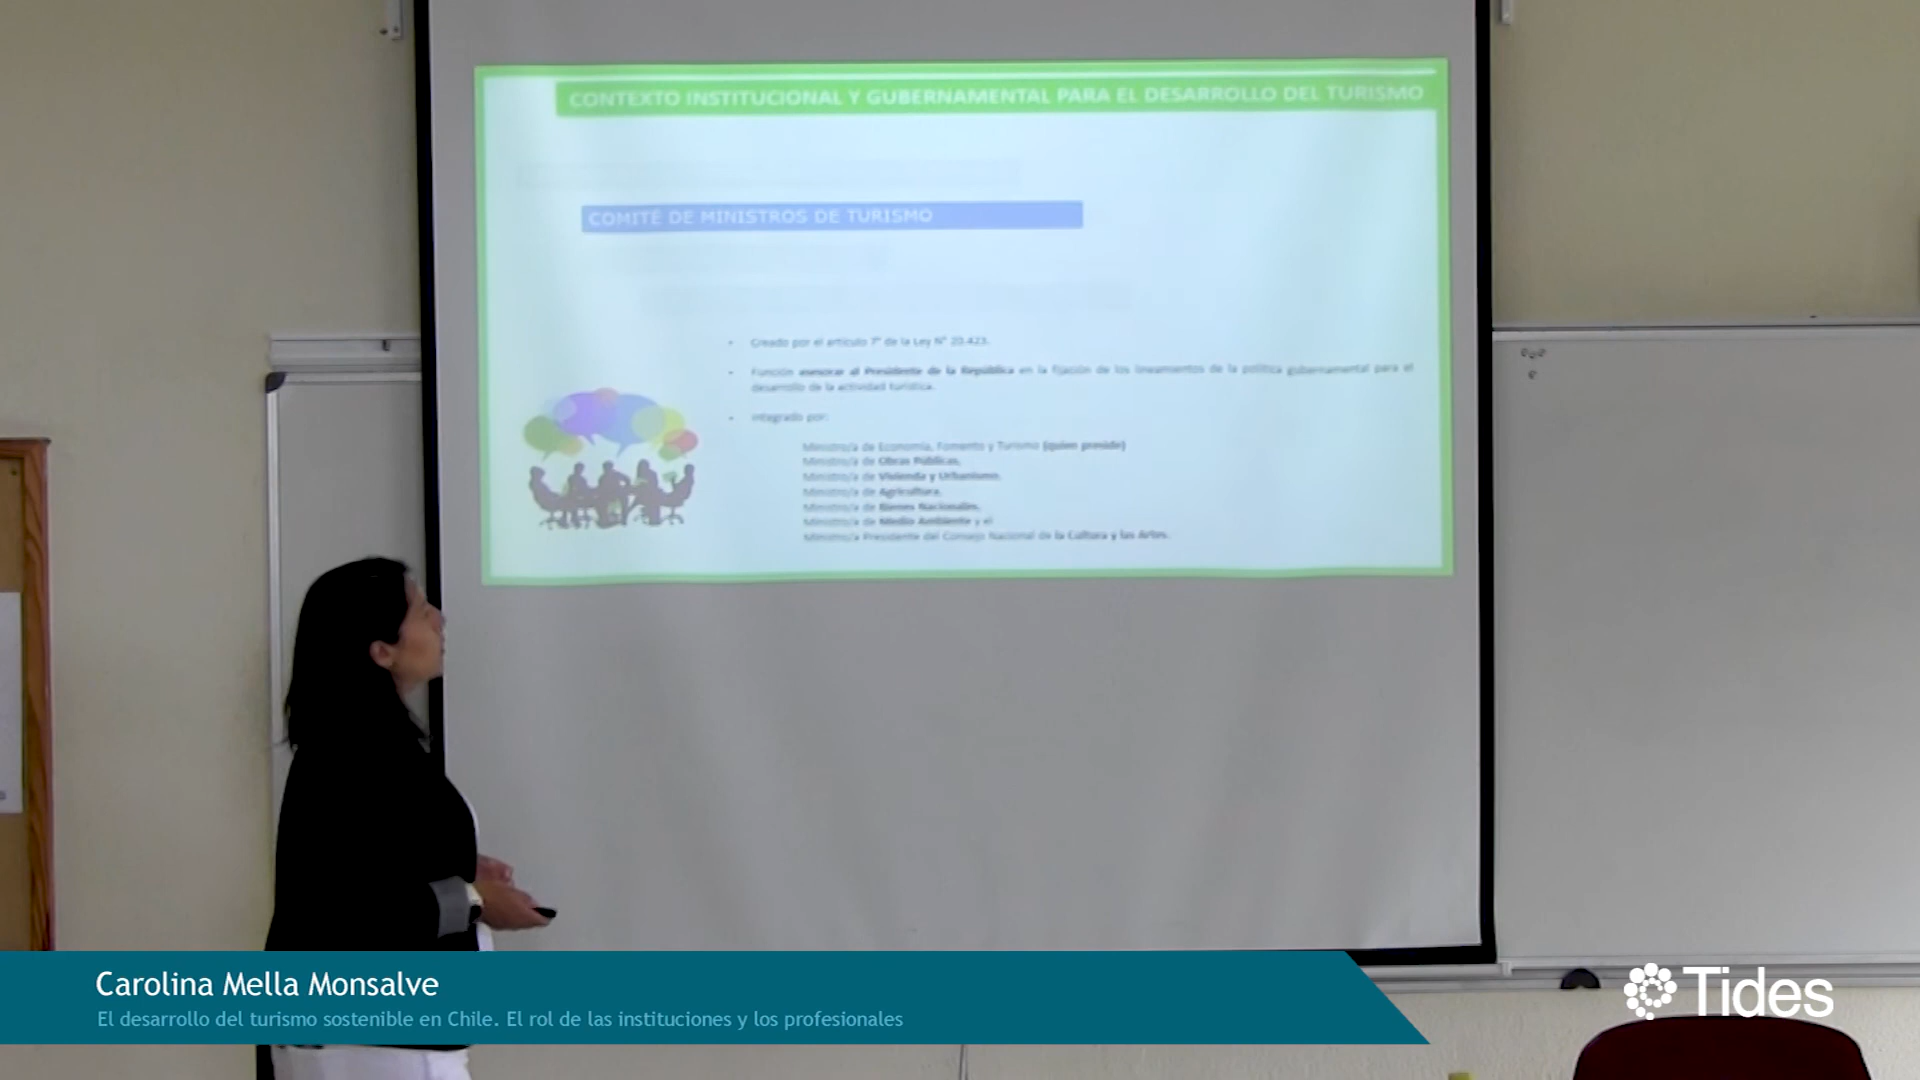 CONTEXTO INSTITUCIONAL Y GUBERNAMENTAL PARA EL DESARROLLO DEL TURISMO
COMITÉ DE MINISTROS DE TURISMO
• Creado por el artículo 7° de la Ley N° 20.423.
• Función asesorar al Presidente de la República en la fijación de los lineamientos de la política gubernamental para el
desarrollo de la actividad turística.
• Integrado por:
Ministro/a de Economía, Fomento y Turismo (quien preside)
Ministro/a de Obras Públicas,
Ministro/a de Vivienda y Urbanismo,
Ministro/a de Agricultura,
Ministro/a de Bienes Nacionales,
Ministro/a de Medio Ambiente y el
Ministro/a Presidente del Consejo Nacional de la Cultura y las Artes.
Carolina Mella Monsalve
El desarrollo del turismo sostenible en Chile. El rol de las instituciones y los profesionales
Tides